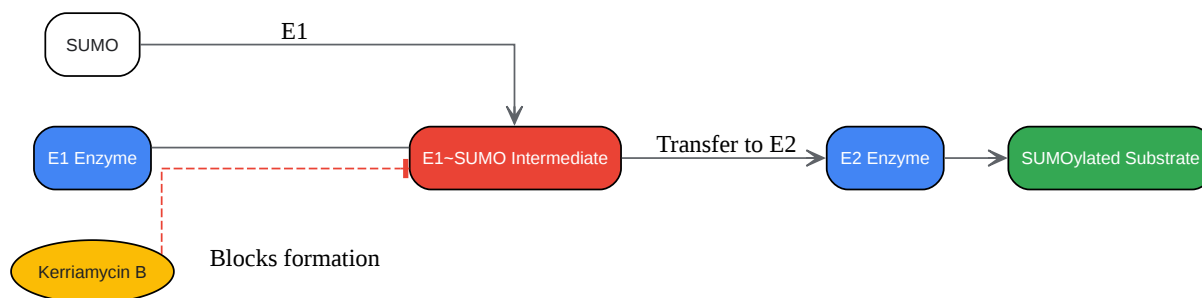 SUMO
E1
E1 Enzyme
E1~SUMO Intermediate
Transfer to E2
E2 Enzyme
SUMOylated Substrate
Blocks formation
Kerriamycin B